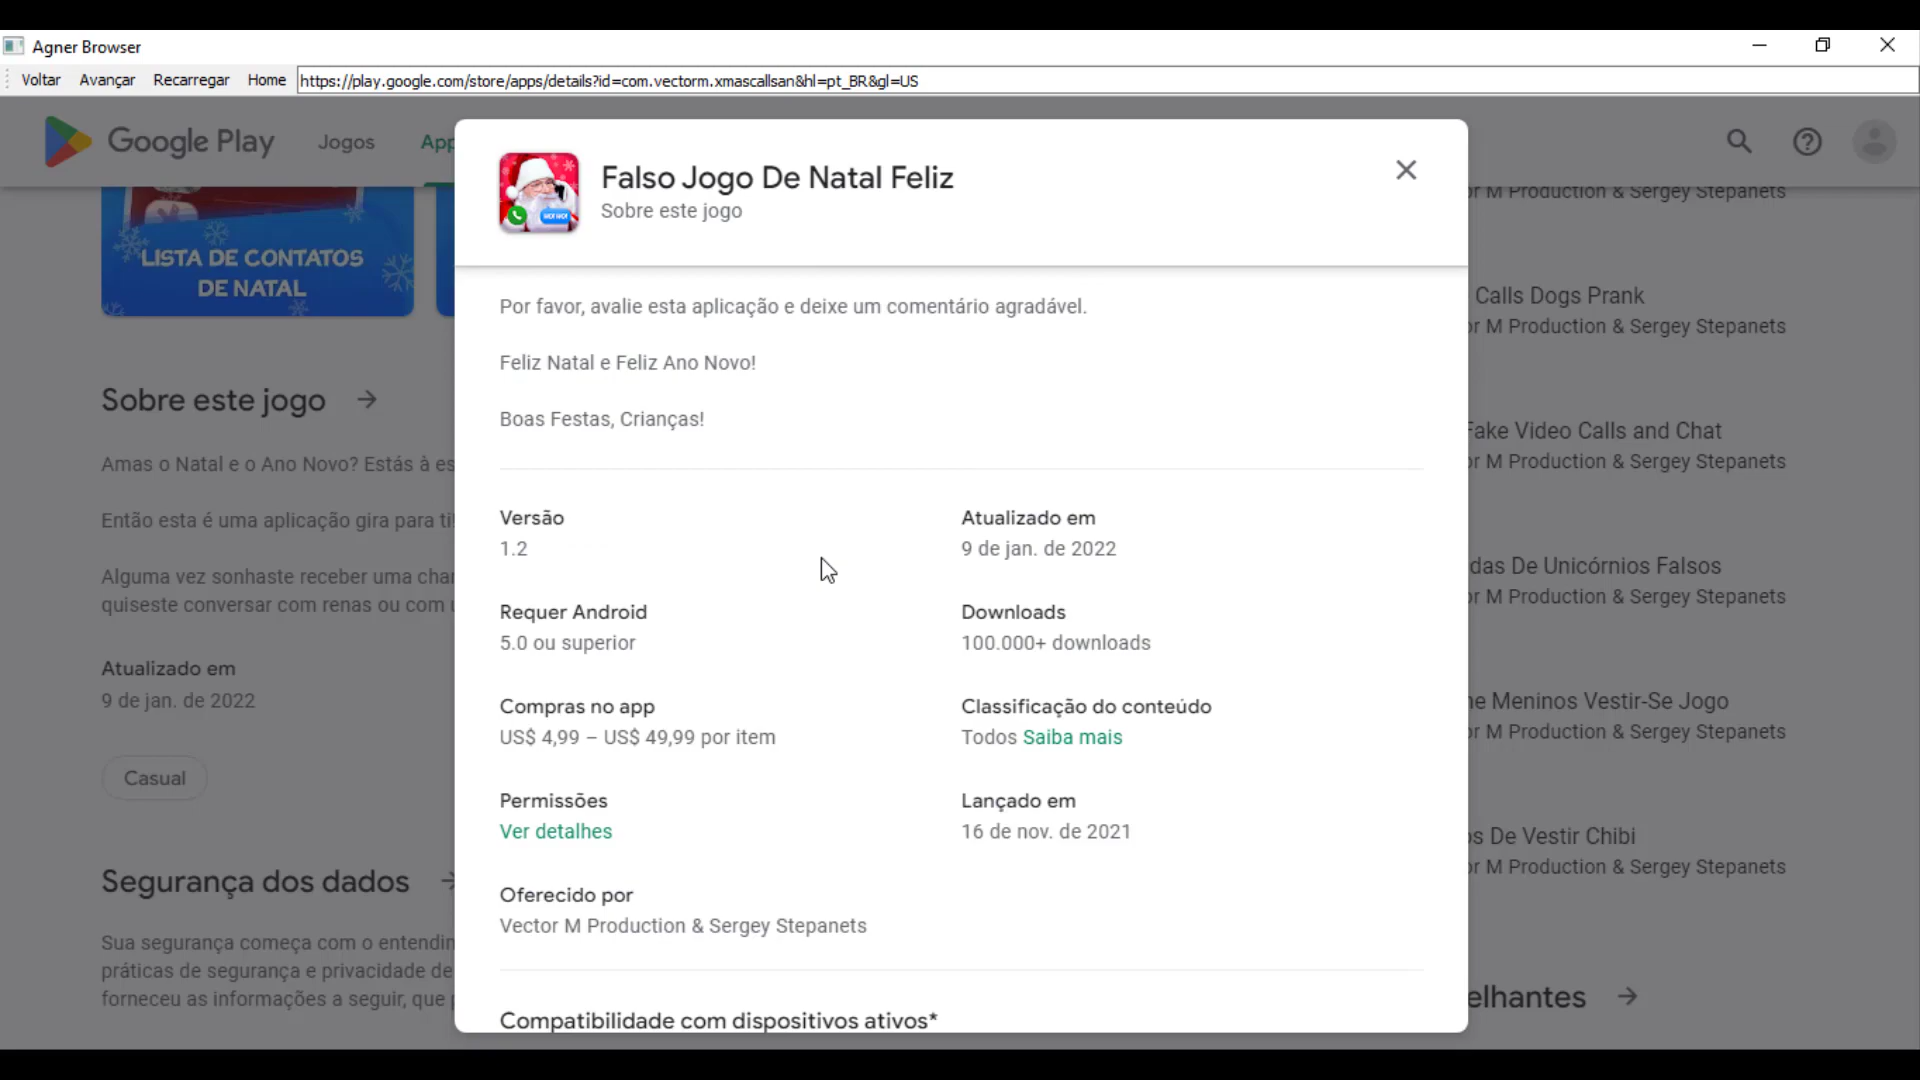 Agner Browser
Voltar Avançar Recarregar Home https://play.google.com/store/apps/details?id=com.vectorm.xmascallsan&hl=pt_BR&gl=US
Google Play Jogos App
Falso Jogo De Natal Feliz
Sobre este jogo
Por favor, avalie esta aplicação e deixe um comentário agradável.
Feliz Natal e Feliz Ano Novo!
Boas Festas, Crianças!
Versão
1.2
Atualizado em
9 de jan. de 2022
Requer Android
5.0 ou superior
Downloads
100.000+ downloads
Compras no app
US$ 4,99 – US$ 49,99 por item
Classificação do conteúdo
Todos Saiba mais
Permissões
Ver detalhes
Lançado em
16 de nov. de 2021
Oferecido por
Vector M Production & Sergey Stepanets
Compatibilidade com dispositivos ativos*
LISTA DE CONTATOS
DE NATAL
Sobre este jogo
Amas o Natal e o Ano Novo? Estás à es
Então esta é uma aplicação gira para ti!
Alguma vez sonhaste receber uma cha
quiseste conversar com renas ou com
Atualizado em
9 de jan. de 2022
Casual
Segurança dos dados
Sua segurança começa com o entendin
práticas de segurança e privacidade de
forneceu as informações a seguir, que
or M Production & Sergey Stepanets
Calls Dogs Prank
or M Production & Sergey Stepanets
Fake Video Calls and Chat
or M Production & Sergey Stepanets
das De Unicórnios Falsos
or M Production & Sergey Stepanets
ne Meninos Vestir-Se Jogo
or M Production & Sergey Stepanets
os De Vestir Chibi
or M Production & Sergey Stepanets
elhantes